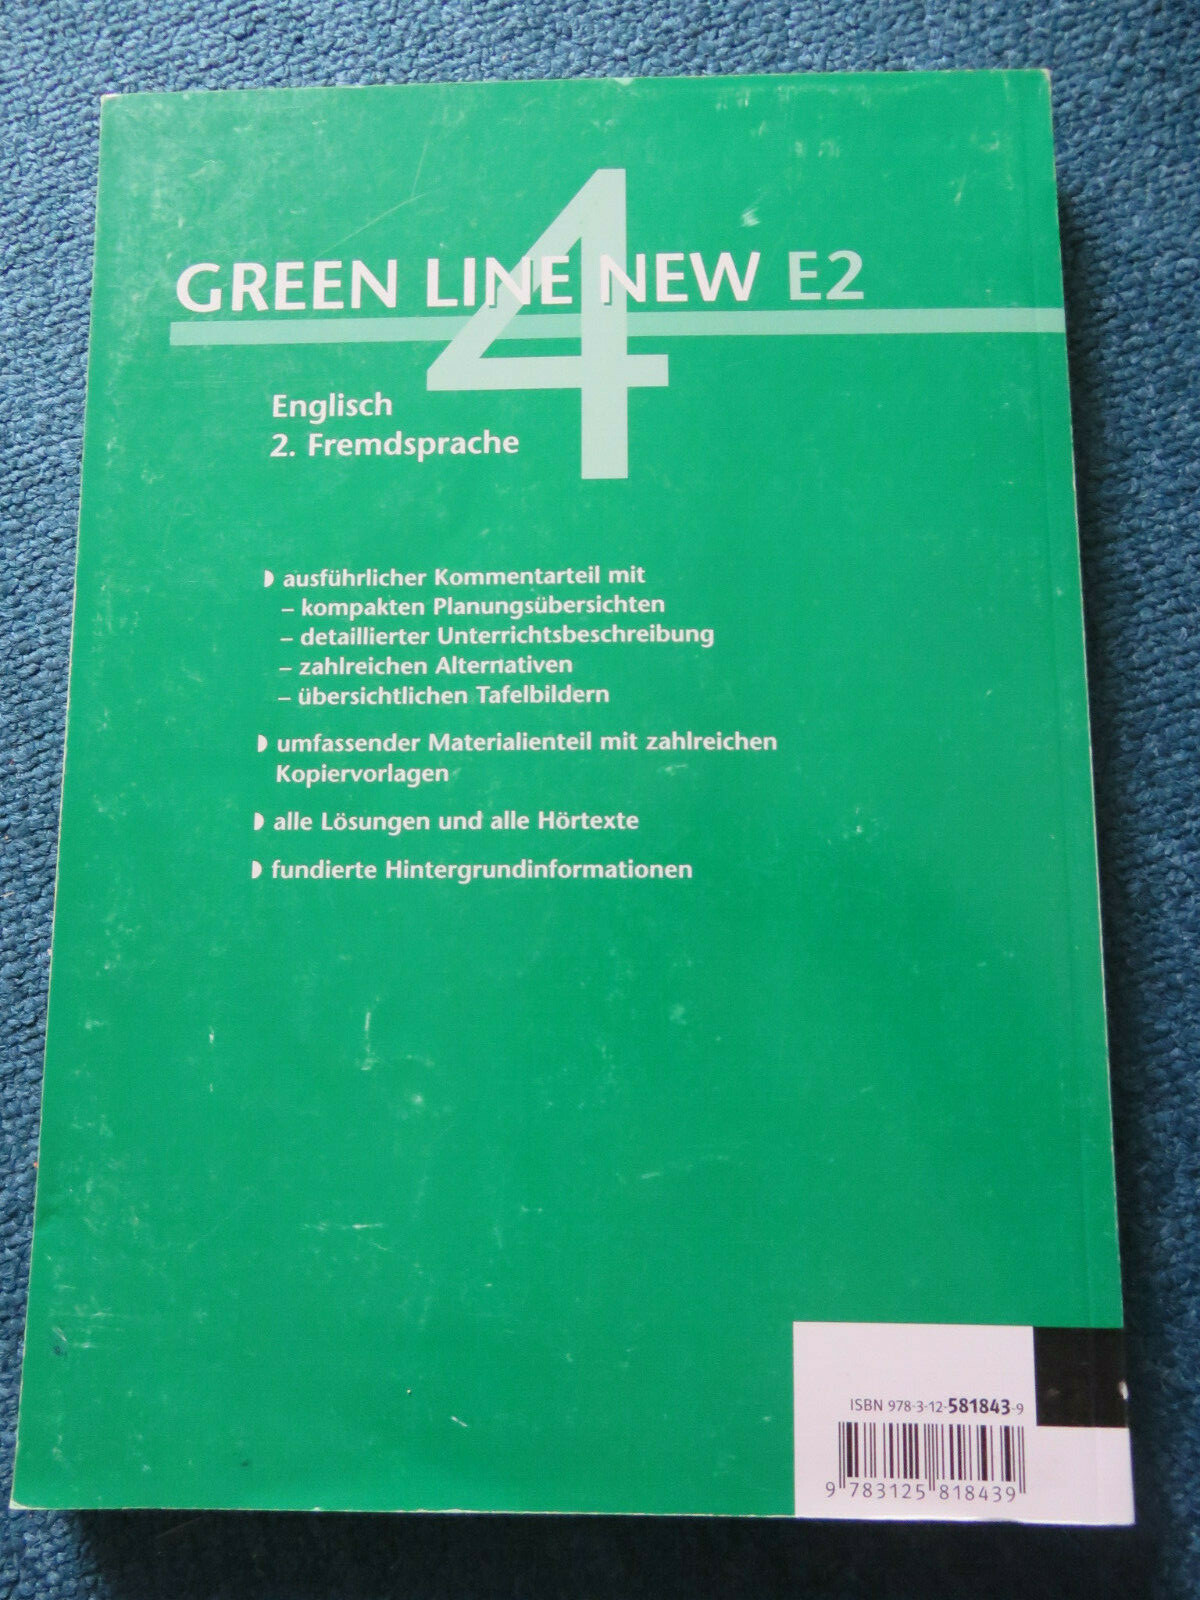 4
GREEN LINE NEW E2
Englisch
2. Fremdsprache
◗ ausführlicher Kommentarteil mit
– kompakten Planungsübersichten
– detaillierter Unterrichtsbeschreibung
– zahlreichen Alternativen
– übersichtlichen Tafelbildern
◗ umfassender Materialienteil mit zahlreichen
Kopiervorlagen
◗ alle Lösungen und alle Hörtexte
◗ fundierte Hintergrundinformationen
ISBN 978-3-12-581843-9
9 783125 818439